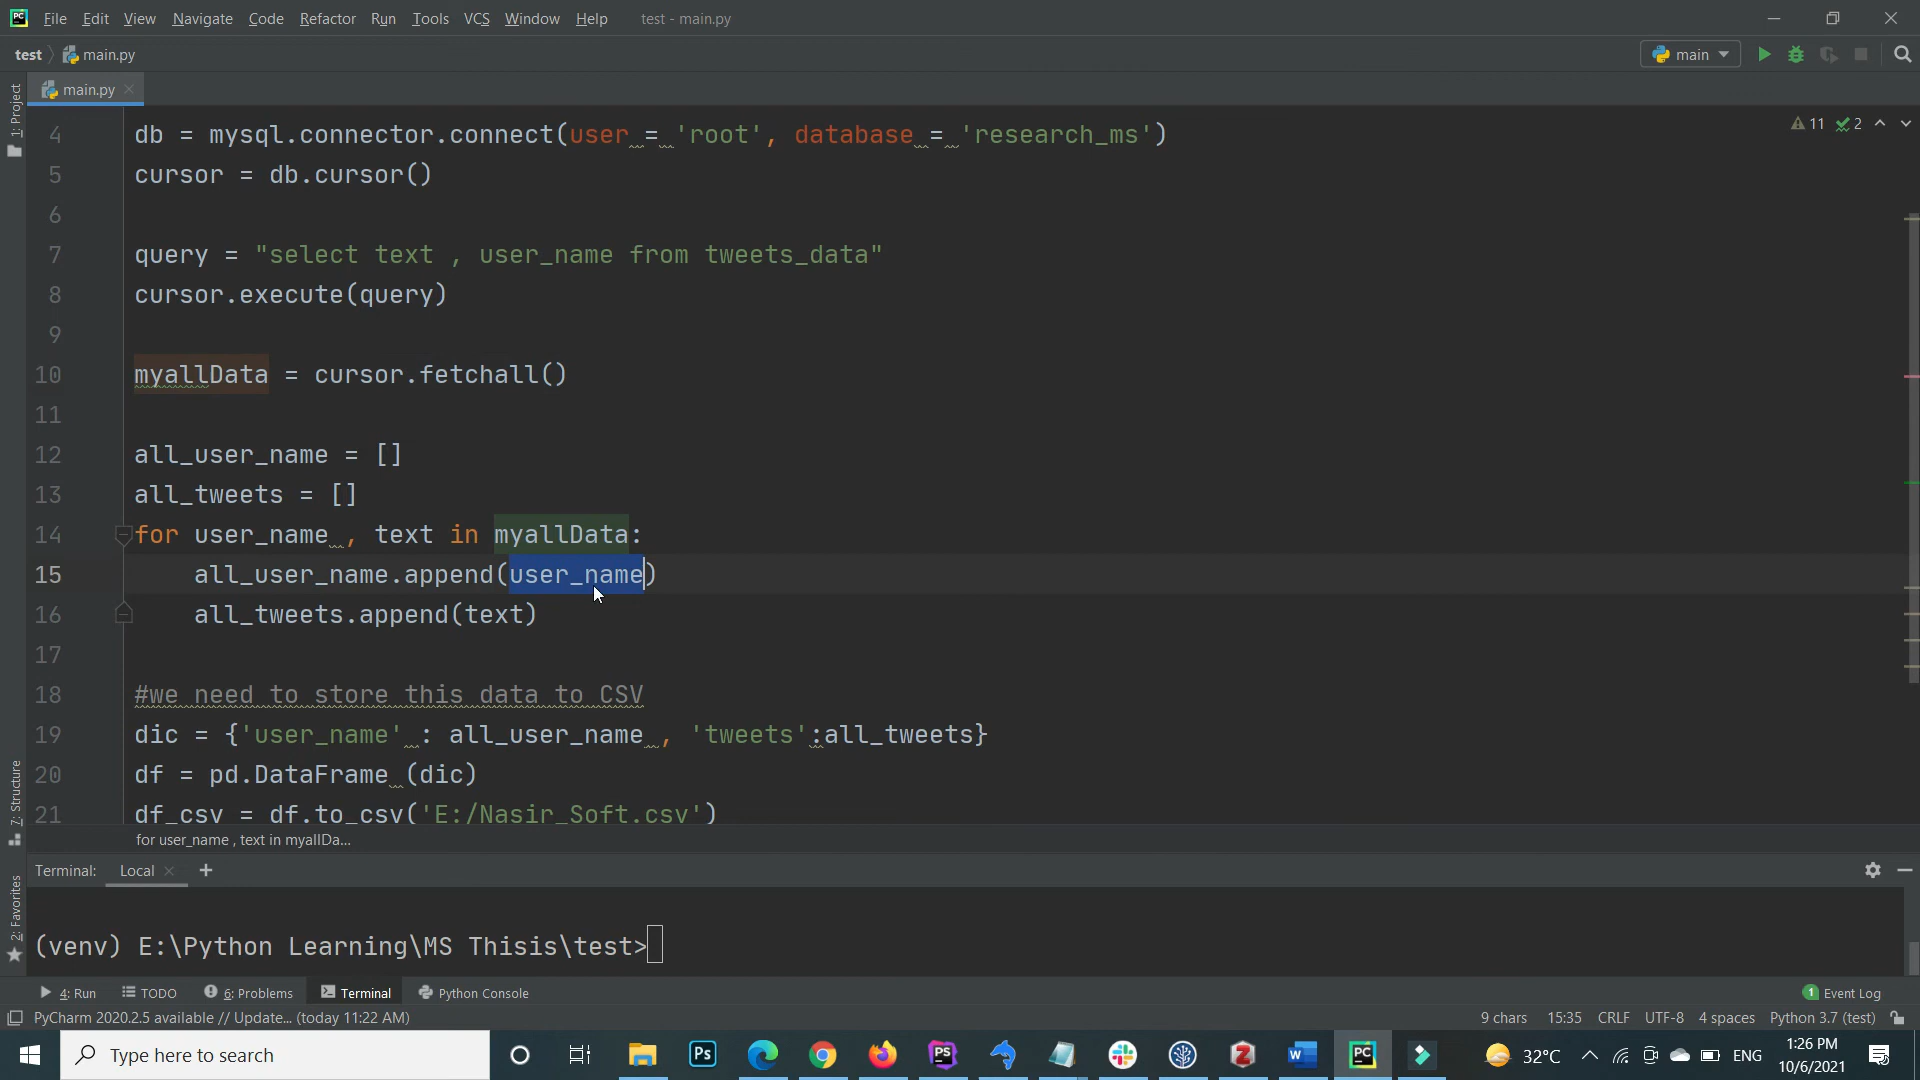 File Edit View Navigate Code Refactor Run Tools VCS Window Help test - main.py
test main.py main
main.py
11 2
1: Project
7: Structure
2: Favorites
4 db = mysql.connector.connect(user = 'root', database = 'research_ms')
5 cursor = db.cursor()
6
7 query = "select text , user_name from tweets_data"
8 cursor.execute(query)
9
10 myallData = cursor.fetchall()
11
12 all_user_name = []
13 all_tweets = []
14 for user_name , text in myallData:
15 all_user_name.append(user_name)
16 all_tweets.append(text)
17
18 #we need to store this data to CSV
19 dic = {'user_name' : all_user_name , 'tweets':all_tweets}
20 df = pd.DataFrame (dic)
21 df_csv = df.to_csv('E:/Nasir_Soft.csv')
for user_name , text in myallDa...
Terminal: Local +
(venv) E:\Python Learning\MS Thisis\test>
4: Run TODO 6: Problems Terminal Python Console 1 Event Log
PyCharm 2020.2.5 available // Update... (today 11:22 AM) 9 chars 15:35 CRLF UTF-8 4 spaces Python 3.7 (test)
Type here to search 32°C ENG 1:26 PM
10/6/2021